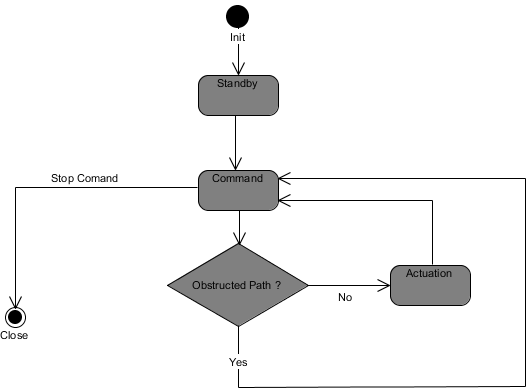 Init
Standby
Stop Comand
Command
Obstructed Path ?
Actuation
No
Close
Yes